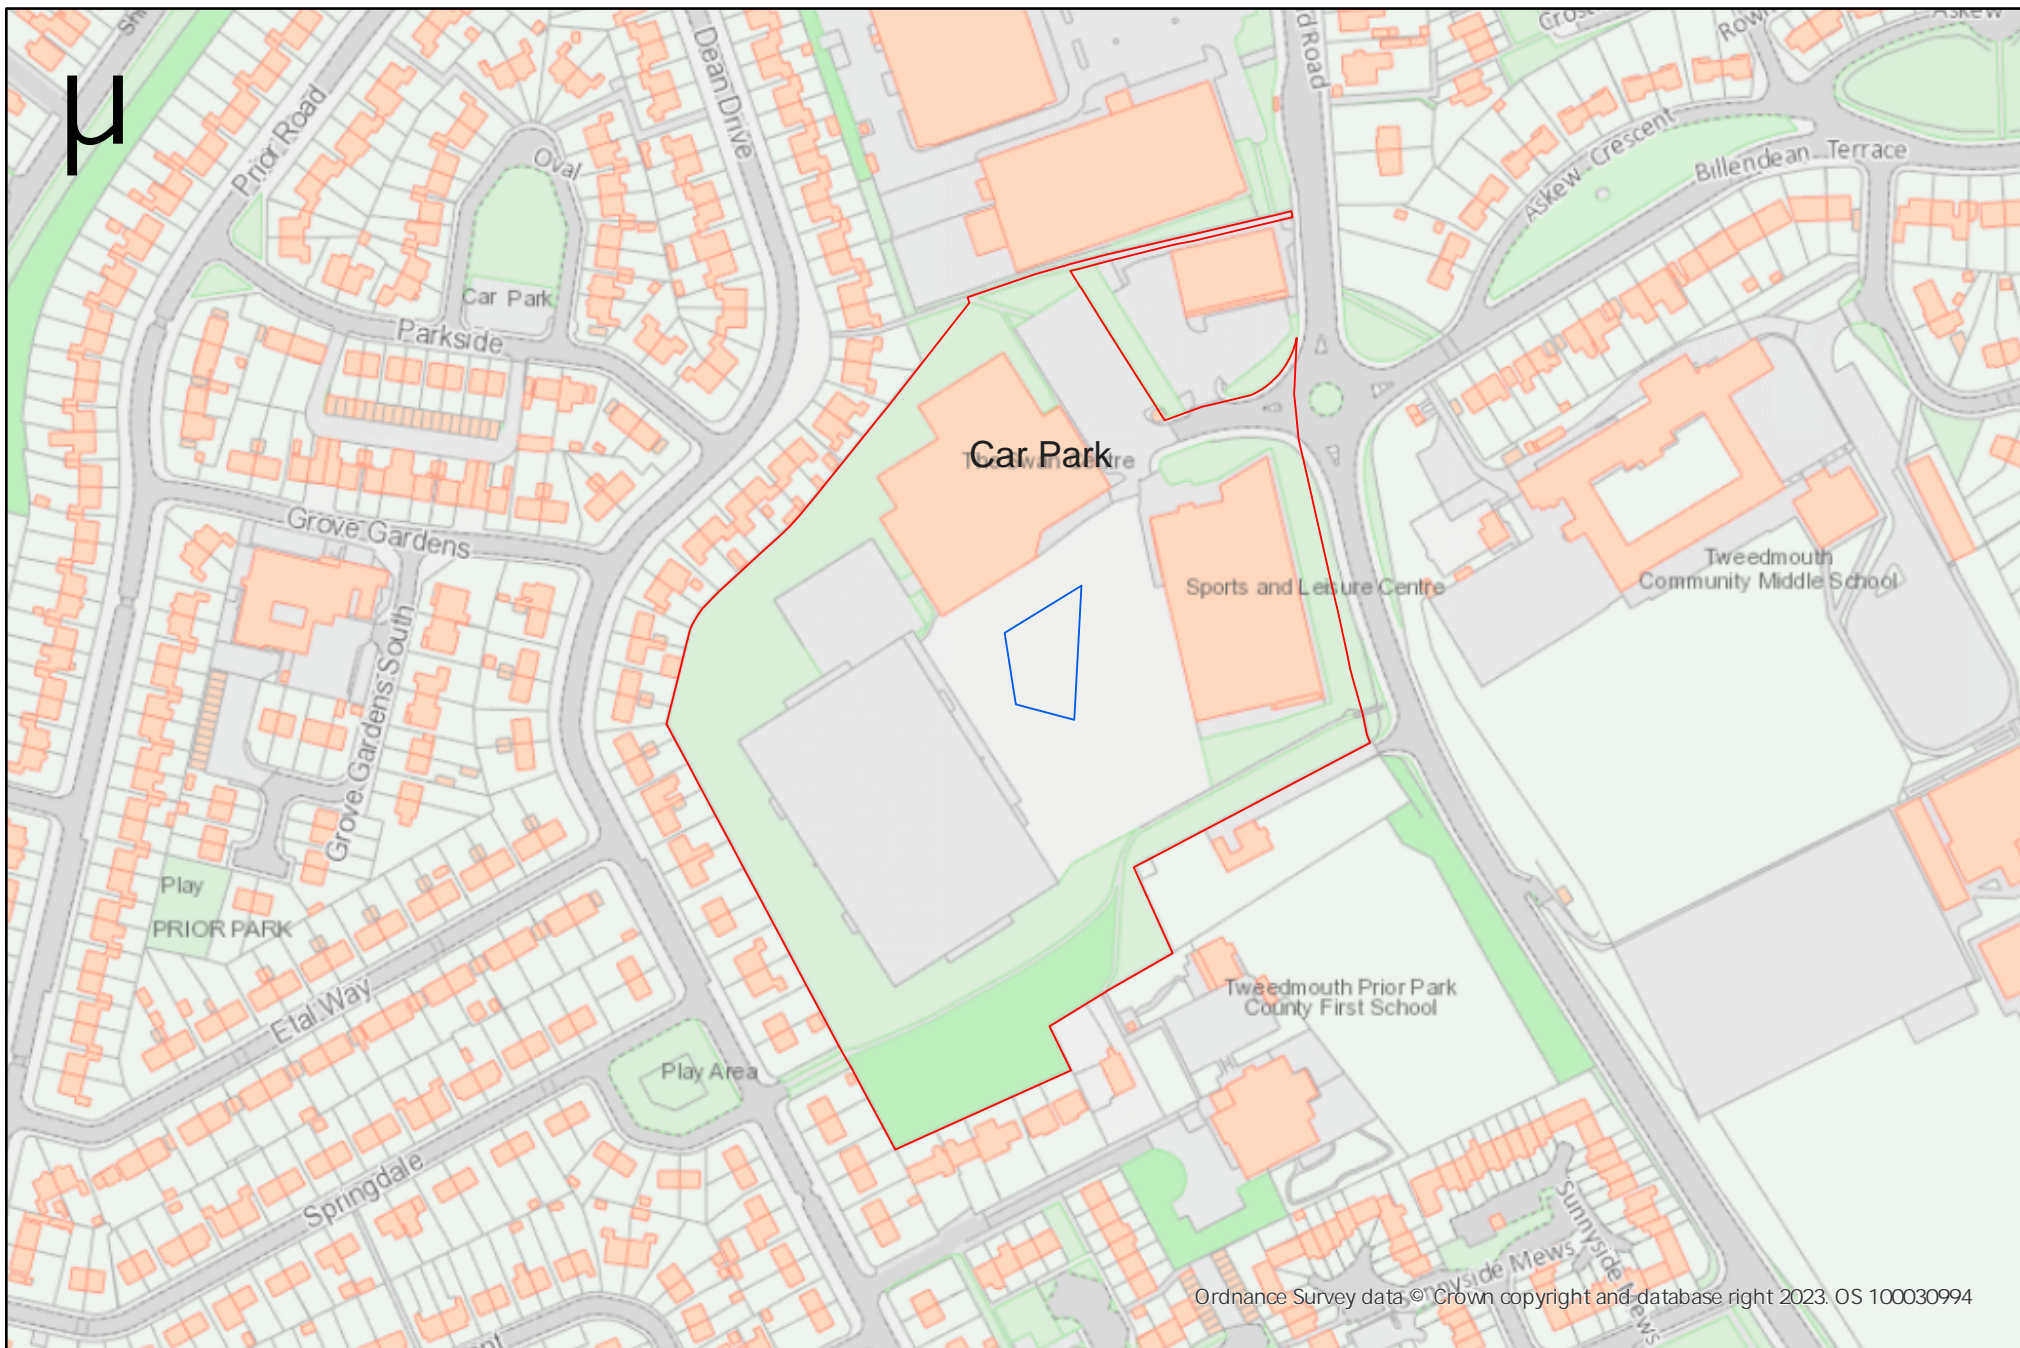 µ
Prior Road
Dean Drive
Oval
Car Park
Parkside
Askew Crescent
Billendean Terrace
Askew
Grove Gardens
Grove Gardens South
Car Park
Sports and Leisure Centre
Tweedmouth
Community Middle School
Play
PRIOR PARK
Etal Way
Play Area
Tweedmouth Prior Park
County First School
Springdale
Sunnyside Mews
Ordnance Survey data © Crown copyright and database right 2023. OS 100030994